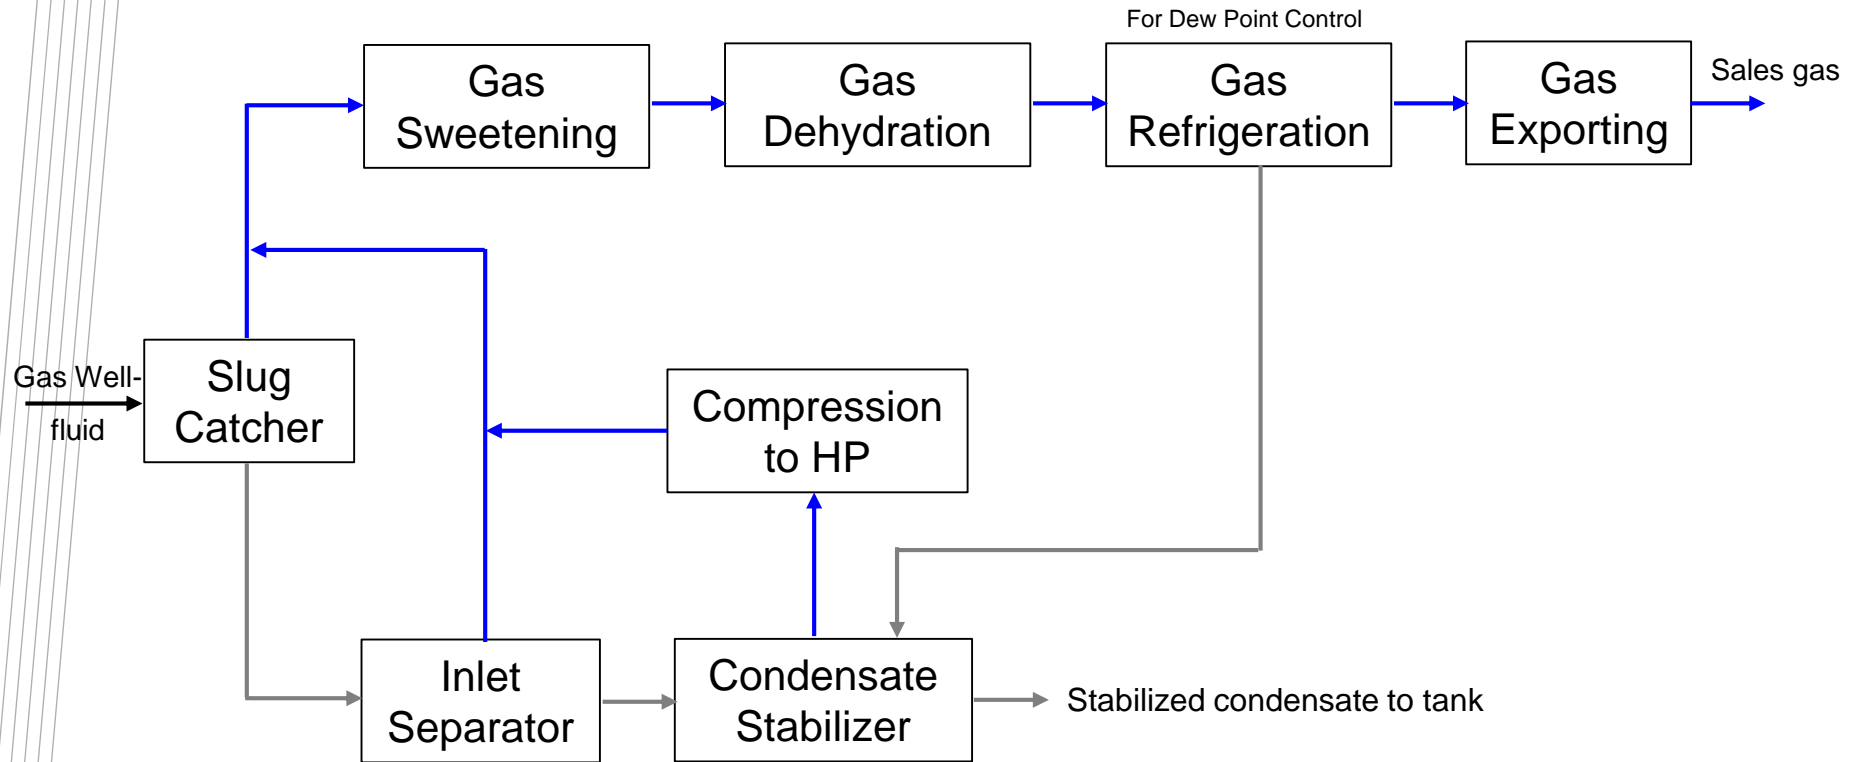 For Dew Point Control
Gas
Sweetening
Gas
Dehydration
Gas
Refrigeration
Gas
Exporting
Sales gas
Gas Well-
fluid
Slug
Catcher
Compression
to HP
Inlet
Separator
Condensate
Stabilizer
Stabilized condensate to tank